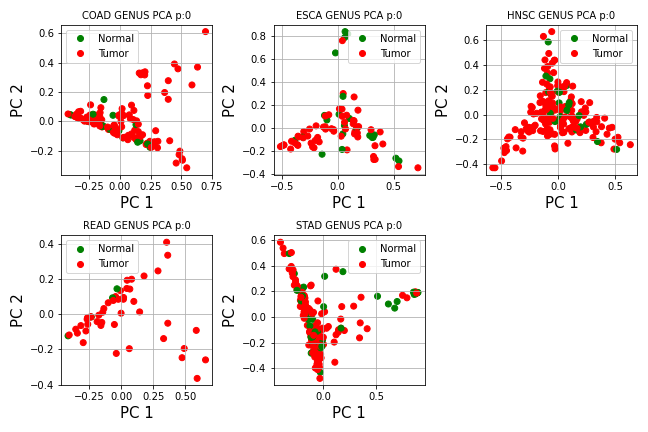 COAD GENUS PCA p:0
Normal
Tumor
0.6
0.4
0.2
0.0
−0.2
PC 2
−0.25
0.00
0.25
0.50
0.75
PC 1
ESCA GENUS PCA p:0
Normal
Tumor
0.8
0.6
0.4
0.2
0.0
−0.2
−0.4
PC 2
−0.5
0.0
0.5
PC 1
HNSC GENUS PCA p:0
Normal
Tumor
0.6
0.4
0.2
0.0
−0.2
−0.4
PC 2
−0.5
0.0
0.5
PC 1
READ GENUS PCA p:0
Normal
Tumor
0.4
0.2
0.0
−0.2
−0.4
PC 2
−0.25
0.00
0.25
0.50
PC 1
STAD GENUS PCA p:0
Normal
Tumor
0.6
0.4
0.2
0.0
−0.2
−0.4
PC 2
0.0
0.5
PC 1